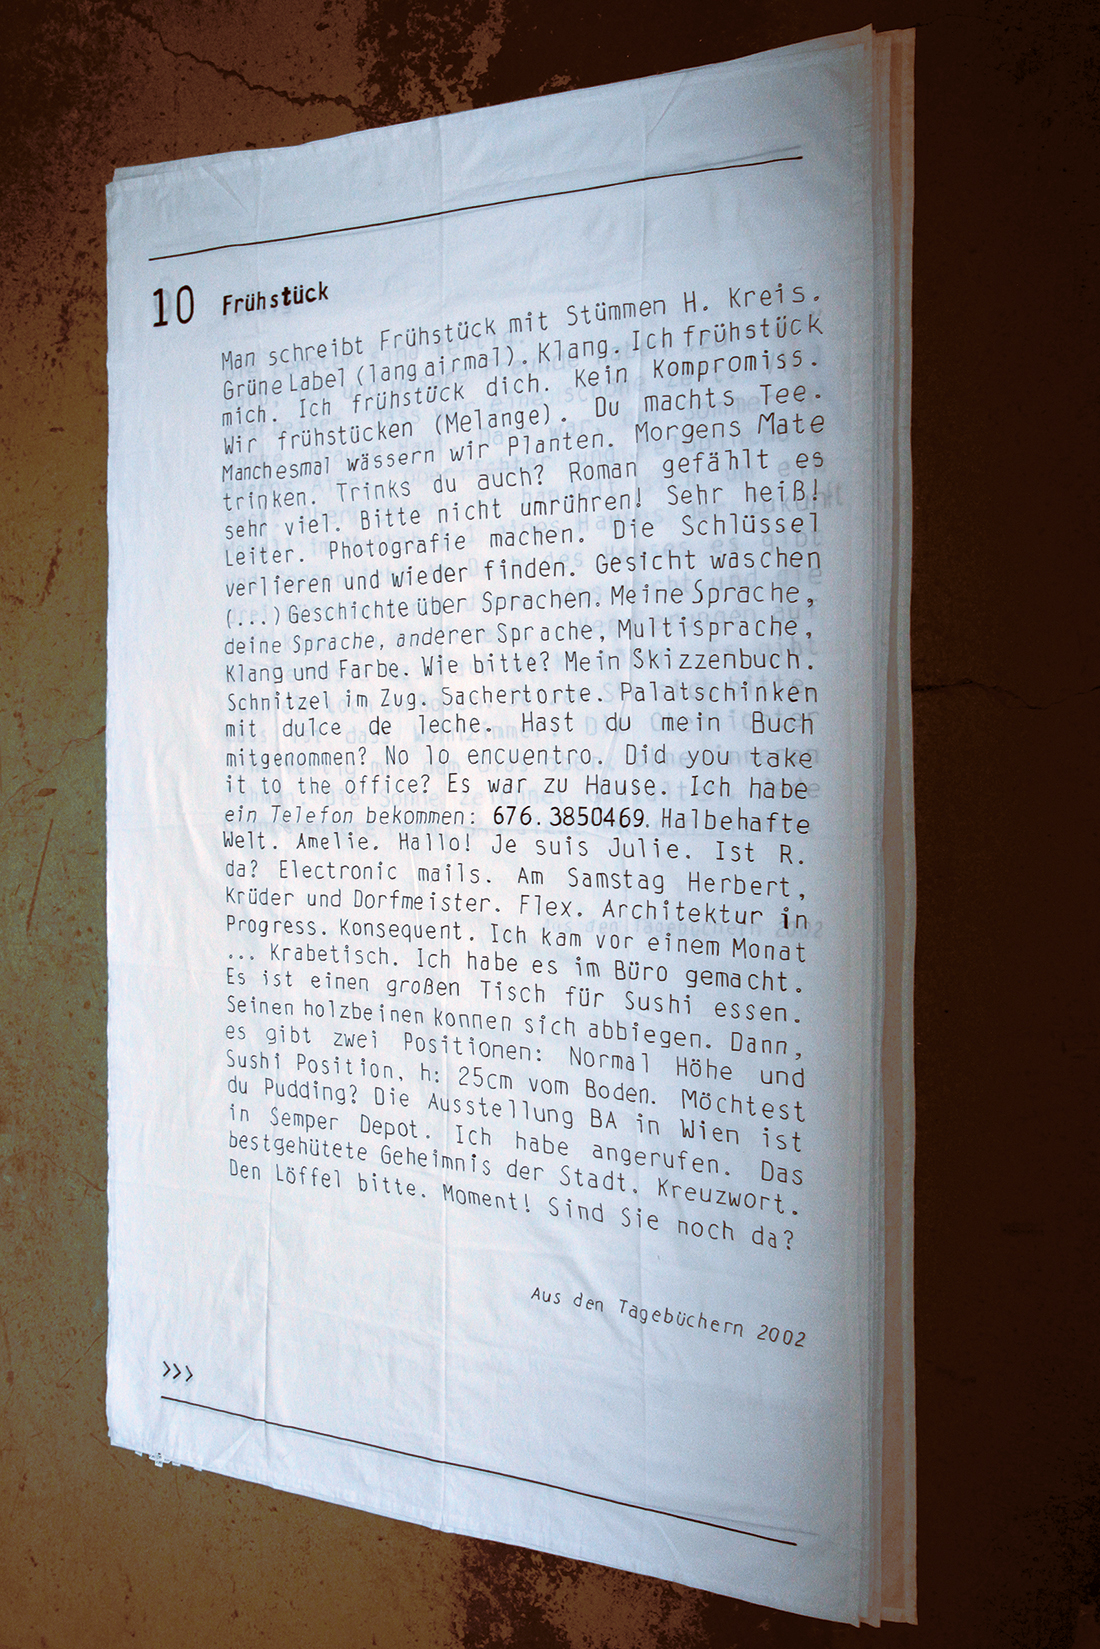 10 Frühstück
Man schreibt Frühstück mit Stümmen H. Kreis.
Grüne Label (lang airmal). Klang. Ich frühstück
mich. Ich frühstück dich. Kein Kompromiss.
Wir frühstücken (Melange). Du machts Tee.
Manchesmal wässern wir Planten. Morgens Mate
trinken. Trinks du auch? Roman gefählt es
sehr viel. Bitte nicht umrühren! Sehr heiß!
Leiter. Photografie machen. Die Schlüssel
verlieren und wieder finden. Gesicht waschen
(...) Geschichte über Sprachen. Meine Sprache,
deine Sprache, anderer Sprache, Multisprache,
Klang und Farbe. Wie bitte? Mein Skizzenbuch.
Schnitzel im Zug. Sachertorte. Palatschinken
mit dulce de leche. Hast du mein Buch
mitgenommen? No lo encuentro. Did you take
it to the office? Es war zu Hause. Ich habe
ein Telefon bekommen: 676.3850469. Halbehafte
Welt. Amelie. Hallo! Je suis Julie. Ist R.
da? Electronic mails. Am Samstag Herbert,
Krüder und Dorfmeister. Flex. Architektur in
Progress. Konsequent. Ich kam vor einem Monat
... Krabetisch. Ich habe es im Büro gemacht.
Es ist einen großen Tisch für Sushi essen.
Seinen holzbeinen konnen sich abbiegen. Dann,
es gibt zwei Positionen: Normal Höhe und
Sushi Position, h: 25cm vom Boden. Möchtest
du Pudding? Die Ausstellung BA in Wien ist
in Semper Depot. Ich habe angerufen. Das
bestgehütete Geheimnis der Stadt. Kreuzwort.
Den Löffel bitte. Moment! Sind Sie noch da?
Aus den Tagebüchern 2002
>>>